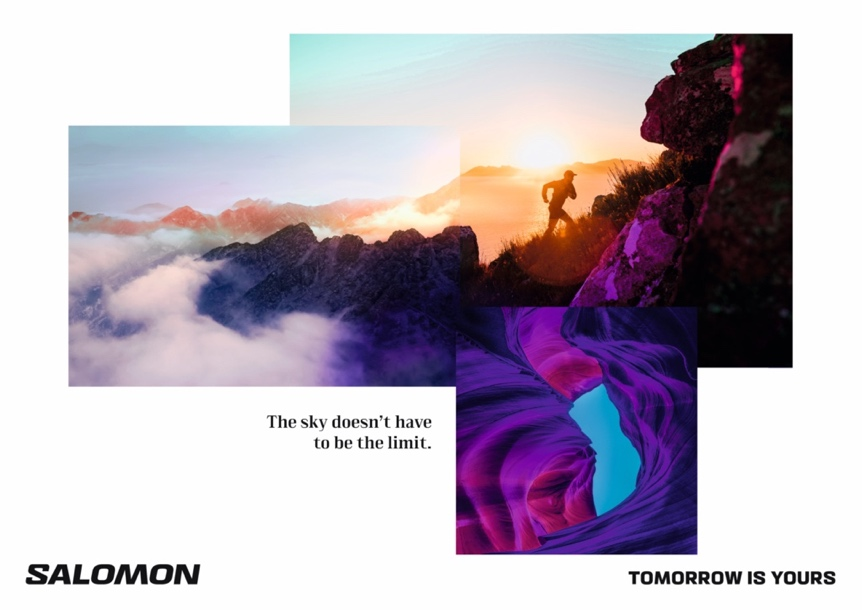 The sky doesn't have
to be the limit.
SALOMON
TOMORROW IS YOURS